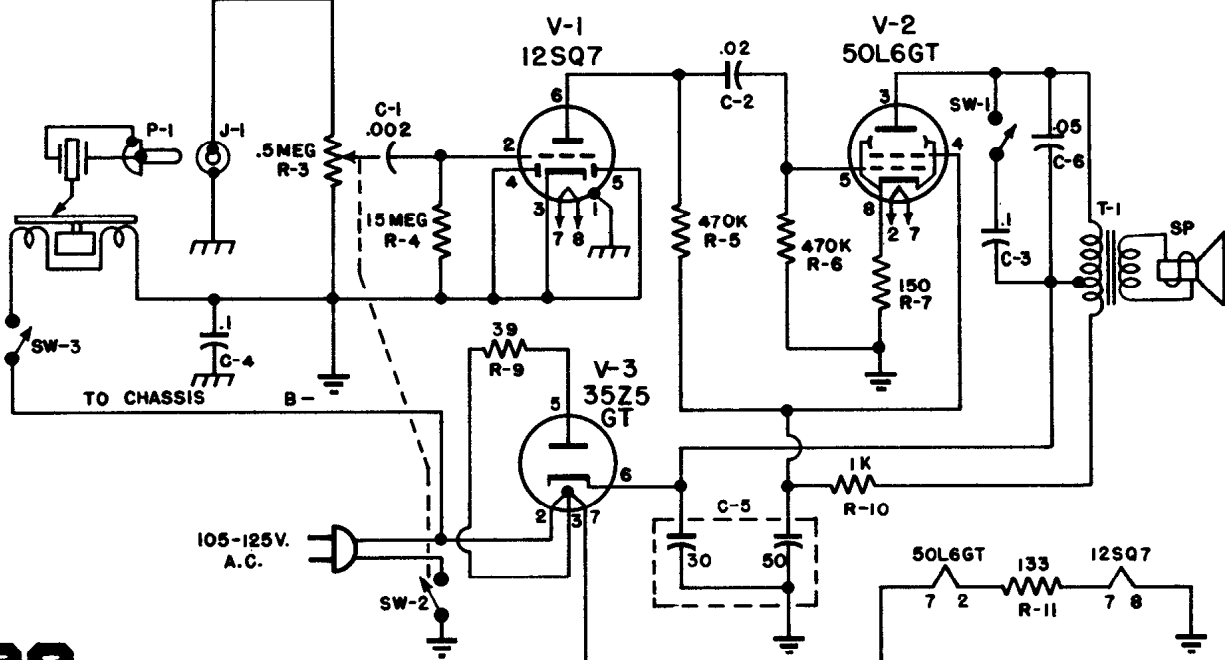 V-1
12SQ7
V-2
50L6GT
P-1
J-1
.5MEG
R-3
C-1
.002
6
2
4
5
3
1
7 8
15MEG
R-4
.02
C-2
470K
R-5
470K
R-6
3
4
5
8
2 7
150
R-7
SW-1
.1
C-3
.05
C-6
T-1
SP
SW-3
.1
C-4
TO CHASSIS
B-
39
R-9
V-3
35Z5
GT
5
6
2 3 7
105-125V.
A.C.
SW-2
C-5
30
50
1K
R-10
50L6GT
7 2
133
R-11
12SQ7
7 8